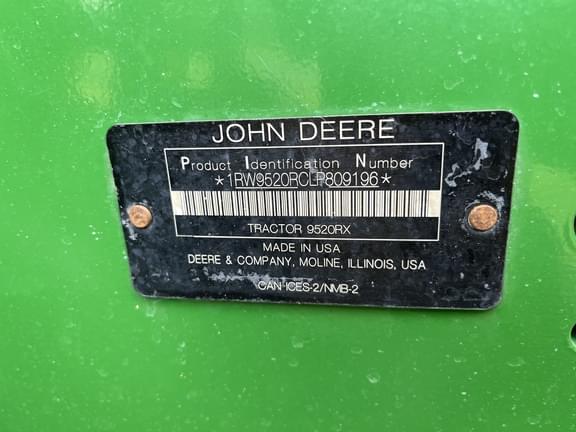 JOHN DEERE
Product Identification Number
*1RW9520RCLP809196*
TRACTOR 9520RX
MADE IN USA
DEERE & COMPANY, MOLINE, ILLINOIS, USA
CAN ICES-2/NMB-2